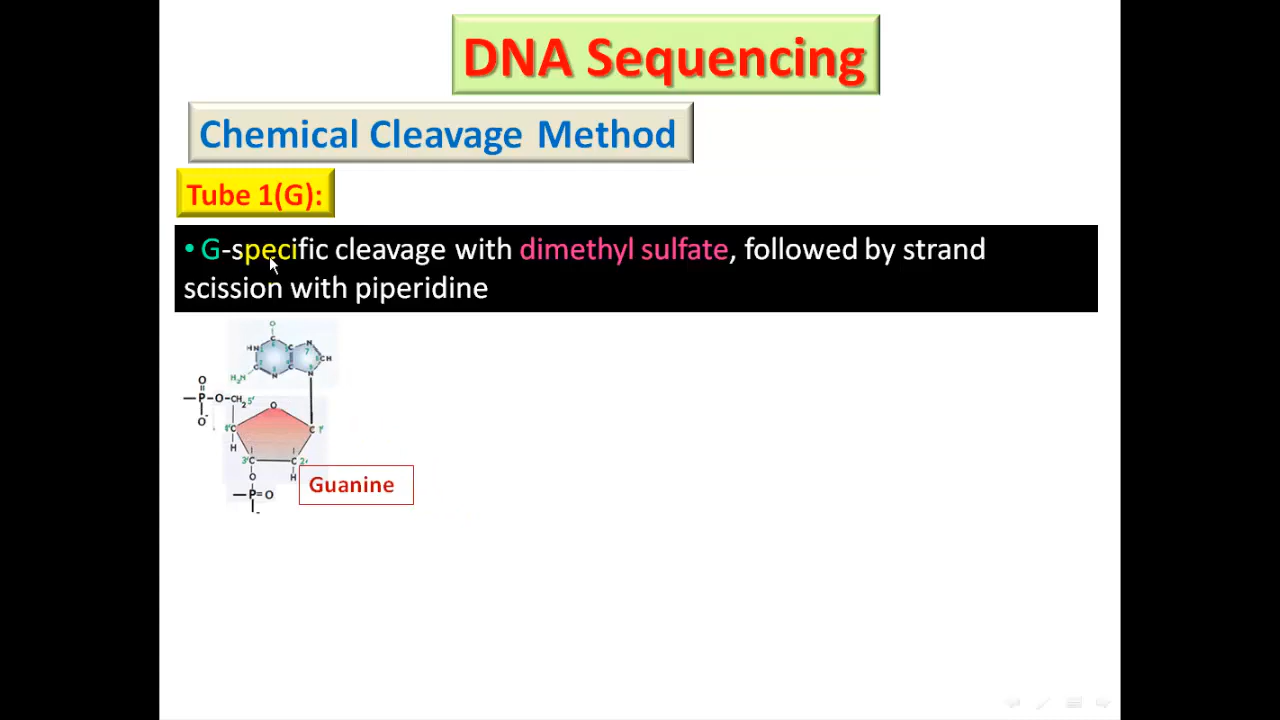 DNA Sequencing
Chemical Cleavage Method
Tube 1(G):
• G-specific cleavage with dimethyl sulfate, followed by strand
scission with piperidine
Guanine